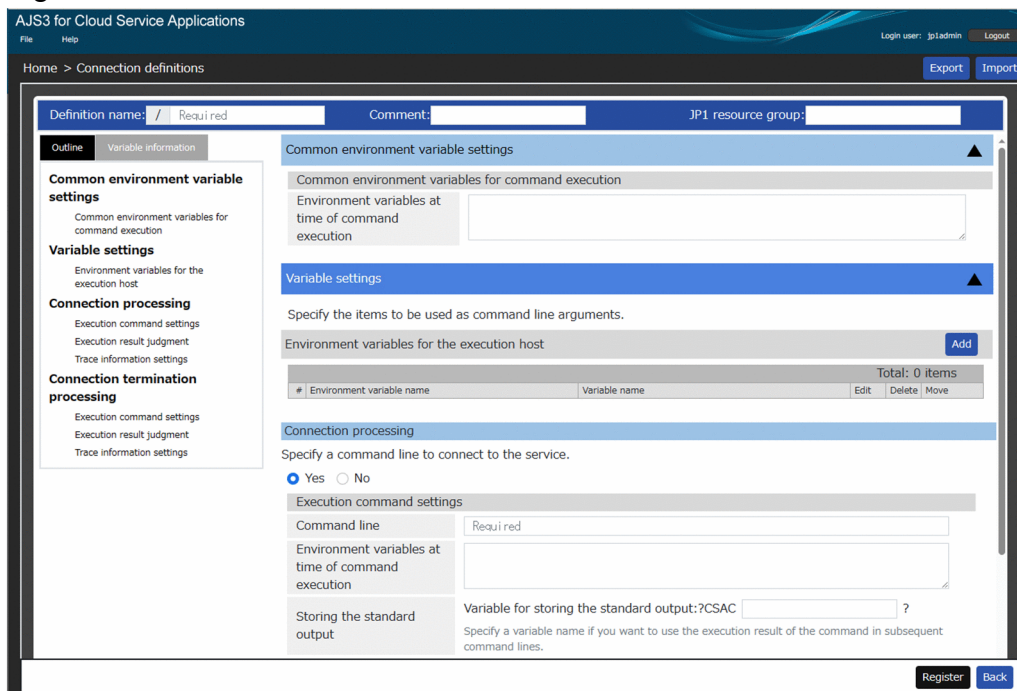 AJS3 for Cloud Service Applications
File Help
Login user: jp1admin Logout
Home > Connection definitions
Export Import
Definition name: / Required Comment: JP1 resource group:
Outline Variable information
Common environment variable settings
Common environment variables for command execution
Variable settings
Environment variables for the execution host
Connection processing
Execution command settings
Execution result judgment
Trace information settings
Connection termination processing
Execution command settings
Execution result judgment
Trace information settings
Common environment variable settings ▲
Common environment variables for command execution
Environment variables at
time of command
execution
Variable settings ▲
Specify the items to be used as command line arguments.
Environment variables for the execution host Add
Total: 0 items
# Environment variable name Variable name Edit Delete Move
Connection processing
Specify a command line to connect to the service.
Yes No
Execution command settings
Command line Required
Environment variables at
time of command
execution
Storing the standard
output
Variable for storing the standard output:?CSAC ?
Specify a variable name if you want to use the execution result of the command in subsequent
command lines.
Register Back